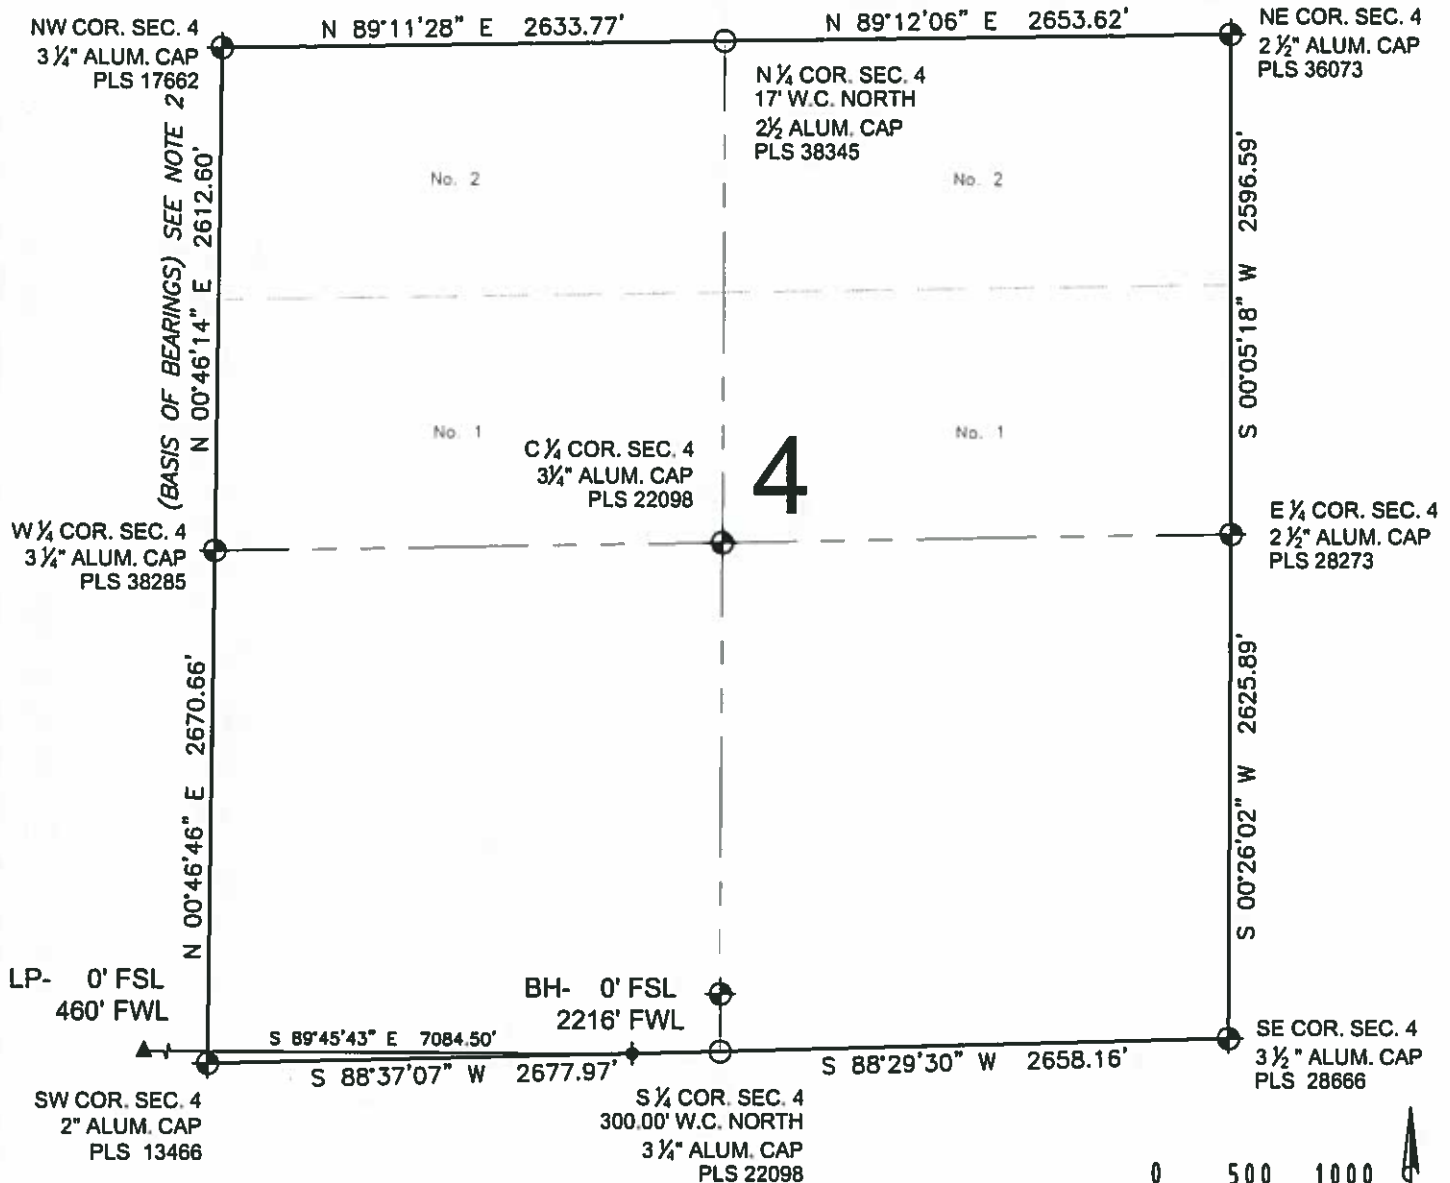 NW COR. SEC. 4
3 ¼" ALUM. CAP
PLS 17662
N 89°11'28" E 2633.77'
N 89°12'06" E 2653.62'
NE COR. SEC. 4
2 ½" ALUM. CAP
PLS 36073
N ¼ COR. SEC. 4
17' W.C. NORTH
2½ ALUM. CAP
PLS 38345
(BASIS OF BEARINGS) SEE NOTE 2
N 00°46'14" E 2612.60'
No. 2
No. 2
S 00°05'18" W 2596.59'
No. 1
No. 1
C ¼ COR. SEC. 4
3¼" ALUM. CAP
PLS 22098
4
W ¼ COR. SEC. 4
3 ¼" ALUM. CAP
PLS 38285
E ¼ COR. SEC. 4
2 ½" ALUM. CAP
PLS 28273
N 00°46'46" E 2670.66'
S 00°26'02" W 2625.89'
LP- 0' FSL
460' FWL
BH- 0' FSL
2216' FWL
S 89°45'43" E 7084.50'
S 88°37'07" W 2677.97'
S 88°29'30" W 2658.16'
SE COR. SEC. 4
3 ½" ALUM. CAP
PLS 28666
SW COR. SEC. 4
2" ALUM. CAP
PLS 13466
S ¼ COR. SEC. 4
300.00' W.C. NORTH
3 ¼" ALUM. CAP
PLS 22098
0 500 1000